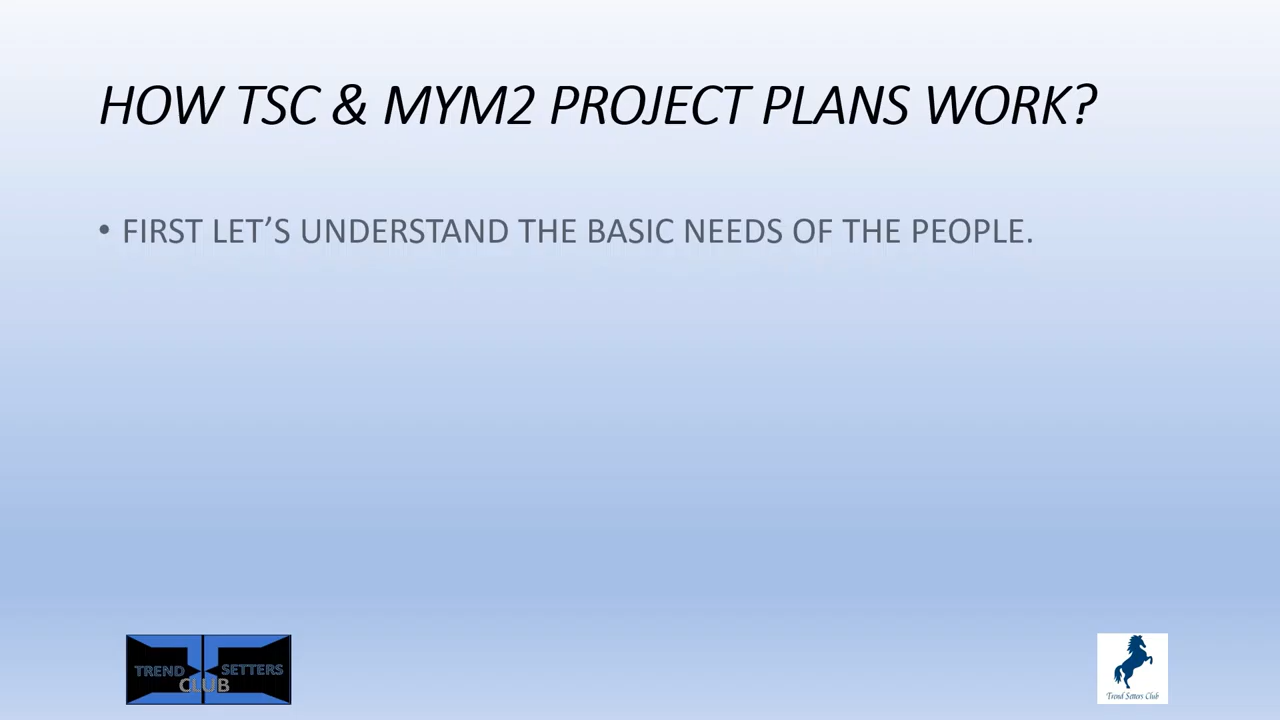 HOW TSC & MYM2 PROJECT PLANS WORK?
• FIRST LET’S UNDERSTAND THE BASIC NEEDS OF THE PEOPLE.
TREND SETTERS
CLUB
Trend Setters Club